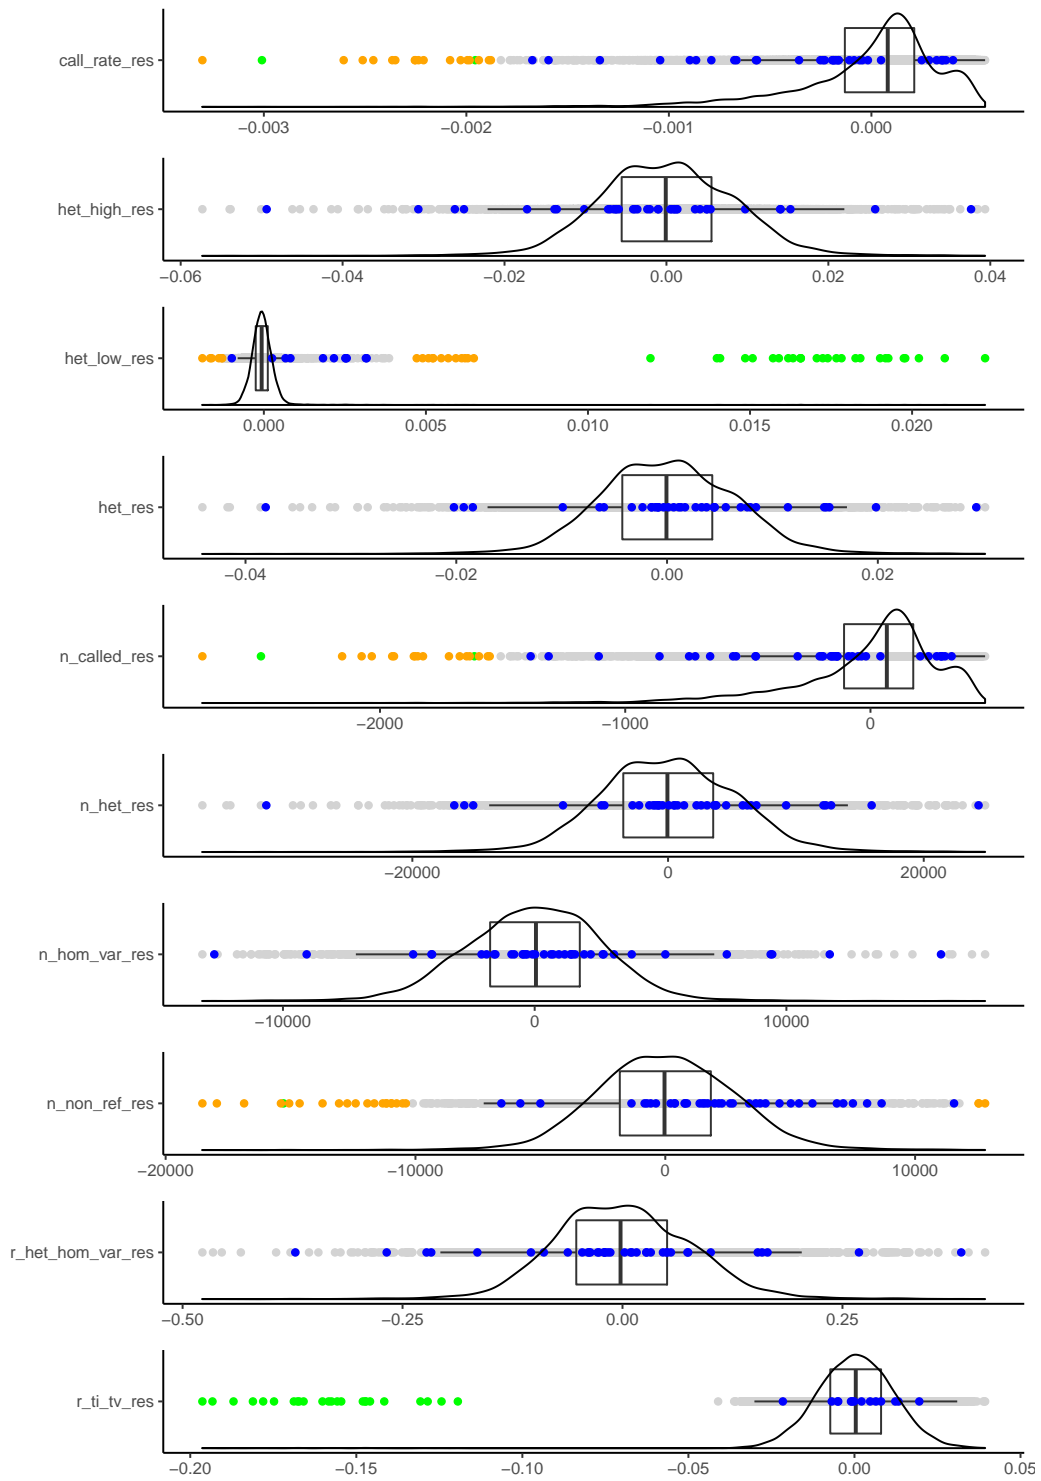 call_rate_res
−0.003 −0.002 −0.001 0.000
het_high_res
−0.06 −0.04 −0.02 0.00 0.02 0.04
het_low_res
0.000 0.005 0.010 0.015 0.020
het_res
−0.04 −0.02 0.00 0.02
n_called_res
−2000 −1000 0
n_het_res
−20000 0 20000
n_hom_var_res
−10000 0 10000
n_non_ref_res
−20000 −10000 0 10000
r_het_hom_var_res
−0.50 −0.25 0.00 0.25
r_ti_tv_res
−0.20 −0.15 −0.10 −0.05 0.00 0.05